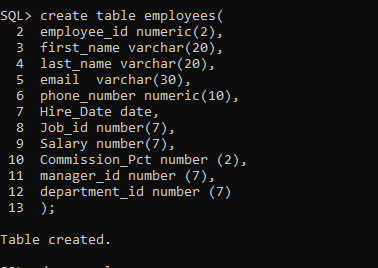 SQL> create table employees(
2 employee_id numeric(2),
3 first_name varchar(20),
4 last_name varchar(20),
5 email  varchar(30),
6 phone_number numeric(10),
7 Hire_Date date,
8 Job_id number(7),
9 Salary number(7),
10 Commission_Pct number (2),
11 manager_id number (7),
12 department_id number (7)
13 );
Table created.